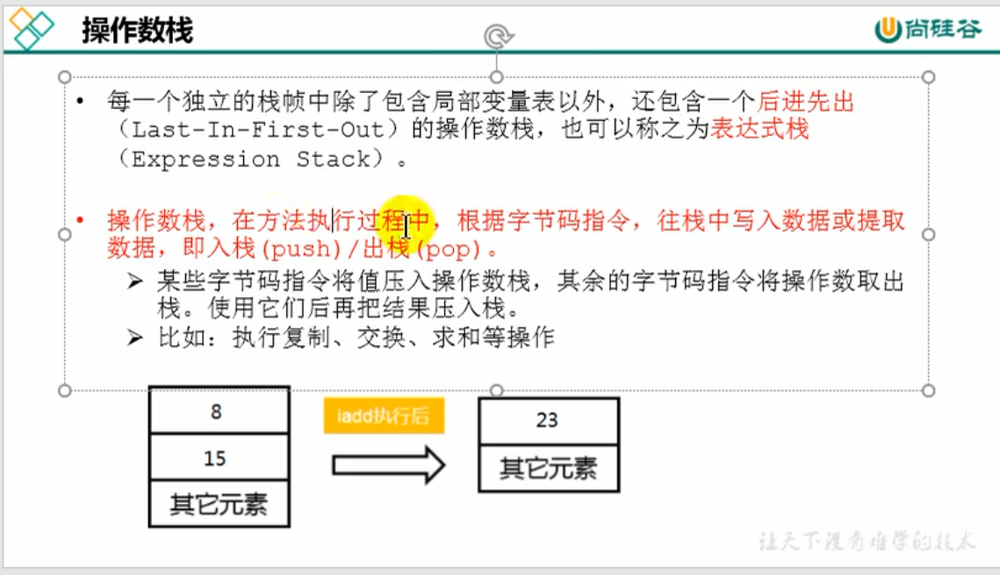 操作数栈
尚硅谷
• 每一个独立的栈帧中除了包含局部变量表以外，还包含一个后进先出
（Last-In-First-Out）的操作数栈，也可以称之为表达式栈
（Expression Stack）。
• 操作数栈，在方法执行过程中，根据字节码指令，往栈中写入数据或提取
数据，即入栈(push)/出栈(pop)。
➢ 某些字节码指令将值压入操作数栈，其余的字节码指令将操作数取出
栈。使用它们后再把结果压入栈。
➢ 比如：执行复制、交换、求和等操作
8
15
其它元素
iadd执行后
23
其它元素
让天下没有难学的技术